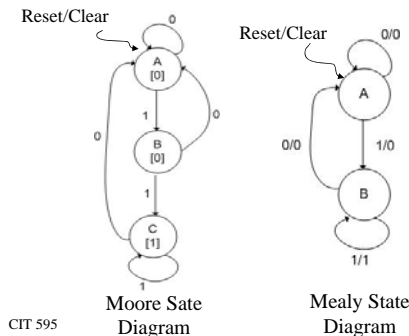 Reset/Clear
0
A
[0]
1
0
0
B
[0]
1
C
[1]
1
Moore Sate
Diagram
Reset/Clear
0/0
A
0/0
1/0
B
1/1
Mealy State
Diagram
CIT 595